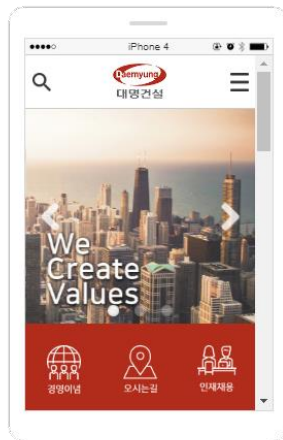 iPhone 4
Daemyung
대명건설
We
Create
Values
경영이념
오시는길
인재채용